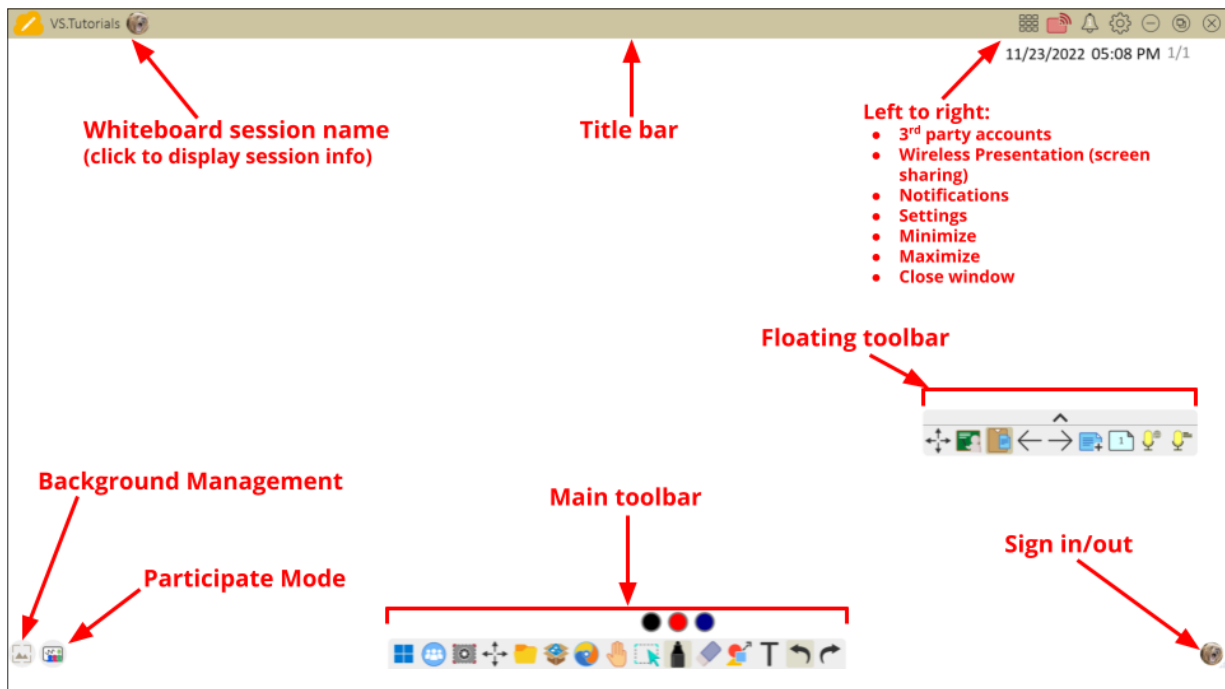 VS.Tutorials
11/23/2022 05:08 PM 1/1
Whiteboard session name
(click to display session info)
Title bar
Left to right:
● 3rd party accounts
● Wireless Presentation (screen
sharing)
● Notifications
● Settings
● Minimize
● Maximize
● Close window
Floating toolbar
1
Background Management
Main toolbar
Sign in/out
Participate Mode
T